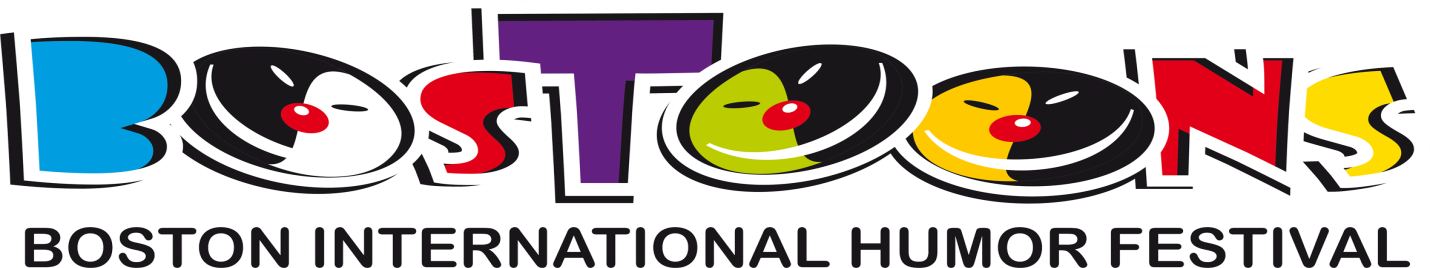 BOSTOONS
BOSTON INTERNATIONAL HUMOR FESTIVAL